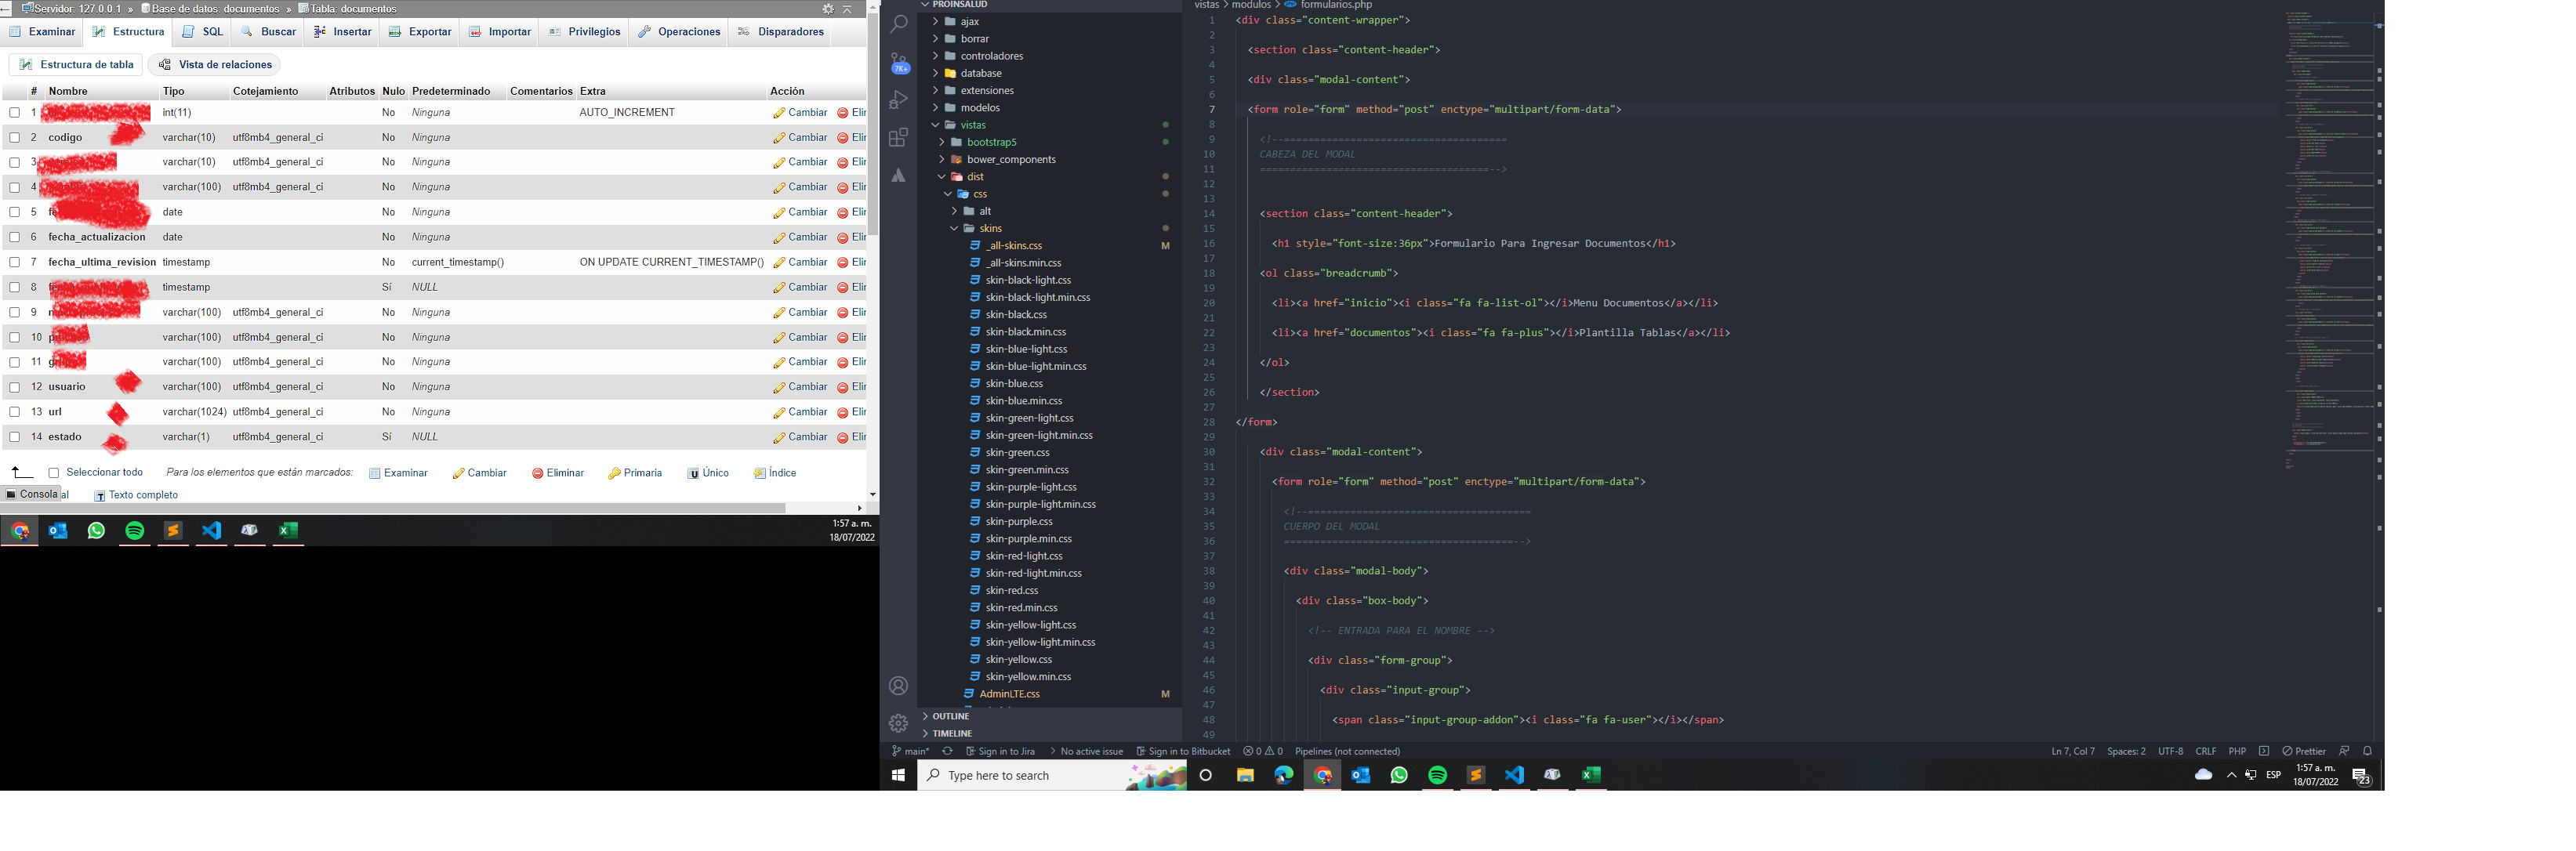 Servidor: 127.0.0.1 » Base de datos: documentos » Tabla: documentos
Examinar Estructura SQL Buscar Insertar Exportar Importar Privilegios Operaciones Disparadores
Estructura de tabla Vista de relaciones
# Nombre Tipo Cotejamiento Atributos Nulo Predeterminado Comentarios Extra Acción
1 int(11) No Ninguna AUTO_INCREMENT Cambiar
2 codigo varchar(10) utf8mb4_general_ci No Ninguna Cambiar
3 varchar(10) utf8mb4_general_ci No Ninguna Cambiar
4 varchar(100) utf8mb4_general_ci No Ninguna Cambiar
5 date No Ninguna Cambiar
6 fecha_actualizacion date No Ninguna Cambiar
7 fecha_ultima_revision timestamp No current_timestamp() ON UPDATE CURRENT_TIMESTAMP() Cambiar
8 timestamp Sí NULL Cambiar
9 varchar(100) utf8mb4_general_ci No Ninguna Cambiar
10 varchar(100) utf8mb4_general_ci No Ninguna Cambiar
11 varchar(100) utf8mb4_general_ci No Ninguna Cambiar
12 usuario varchar(100) utf8mb4_general_ci No Ninguna Cambiar
13 url varchar(1024) utf8mb4_general_ci No Ninguna Cambiar
14 estado varchar(1) utf8mb4_general_ci Sí NULL Cambiar
Seleccionar todo Para los elementos que están marcados: Examinar Cambiar Eliminar Primaria Único Índice
Consola al Texto completo
1:57 a. m.
18/07/2022
PROINSALUD
ajax
borrar
controladores
database
extensiones
modelos
vistas
bootstrap5
bower_components
dist
css
alt
skins
_all-skins.css M
_all-skins.min.css
skin-black-light.css
skin-black-light.min.css
skin-black.css
skin-black.min.css
skin-blue-light.css
skin-blue-light.min.css
skin-blue.css
skin-blue.min.css
skin-green-light.css
skin-green-light.min.css
skin-green.css
skin-green.min.css
skin-purple-light.css
skin-purple-light.min.css
skin-purple.css
skin-purple.min.css
skin-red-light.css
skin-red-light.min.css
skin-red.css
skin-red.min.css
skin-yellow-light.css
skin-yellow-light.min.css
skin-yellow.css
skin-yellow.min.css
AdminLTE.css M
OUTLINE
TIMELINE
7K+
vistas > modulos > formularios.php
1 <div class="content-wrapper">
2
3 <section class="content-header">
4
5 <div class="modal-content">
6
7 <form role="form" method="post" enctype="multipart/form-data">
8
9 <!--=====================================
10 CABEZA DEL MODAL
11 ======================================-->
12
13
14 <section class="content-header">
15
16 <h1 style="font-size:36px">Formulario Para Ingresar Documentos</h1>
17
18 <ol class="breadcrumb">
19
20 <li><a href="inicio"><i class="fa fa-list-ol"></i>Menu Documentos</a></li>
21
22 <li><a href="documentos"><i class="fa fa-plus"></i>Plantilla Tablas</a></li>
23
24 </ol>
25
26 </section>
27
28 </form>
29
30 <div class="modal-content">
31
32 <form role="form" method="post" enctype="multipart/form-data">
33
34 <!--=====================================
35 CUERPO DEL MODAL
36 ======================================-->
37
38 <div class="modal-body">
39
40 <div class="box-body">
41
42 <!-- ENTRADA PARA EL NOMBRE -->
43
44 <div class="form-group">
45
46 <div class="input-group">
47
48 <span class="input-group-addon"><i class="fa fa-user"></i></span>
49
main* Sign in to Jira No active issue Sign in to Bitbucket 0 0 Pipelines (not connected) Ln 7, Col 7 Spaces: 2 UTF-8 CRLF PHP Prettier
Type here to search
ESP
1:57 a. m.
18/07/2022
23